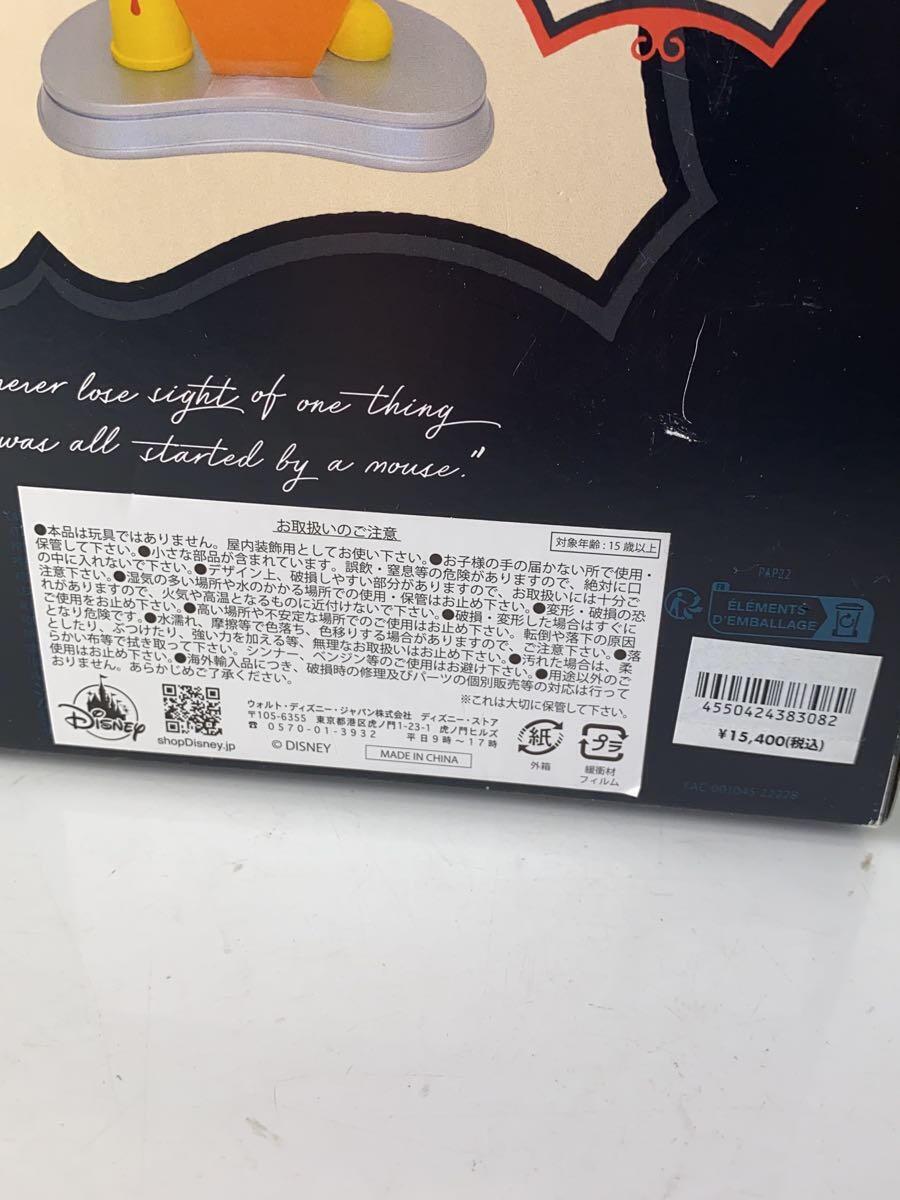 never lose sight of one thing
was all started by a mouse."
お取扱いのご注意
対象年齢：15歳以上
●本品は玩具ではありません。屋内装飾用としてお使い下さい。●お子様の手の届かない所で使用・
保管して下さい。●小さな部品が含まれています。誤飲・窒息等の危険がありますので、絶対に口
の中に入れないで下さい。●デザイン上、破損しやすい部分がありますので、お取扱いには十分ご
注意下さい。●湿気の多い場所や水のかかる場所での使用・保管はお止め下さい。●変形・破損の恐
れがありますので、火気や高温となるものに近付けないで下さい。●破損・変形した場合はすぐに
ご使用をお止め下さい。●高い場所や不安定な場所でのご使用はお止め下さい。転倒や落下の原因
となり危険です。●水濡れ、摩擦等で色落ち、色移りする場合がありますので、ご注意下さい。●落
としたり、ぶつけたり、強い力を加える等、無理なお取扱いはお止め下さい。●汚れた場合は、柔
らかい布等で拭き取って下さい。シンナー、ベンジン等のご使用はお避け下さい。●用途以外のご
使用はお止め下さい。●海外輸入品につき、破損時の修理及びパーツの個別販売等の対応は行って
おりません。あらかじめご了承ください。
※これは大切に保管して下さい。
Disney
shopDisney.jp
ウォルト・ディズニー・ジャパン株式会社 ディズニー・ストア
〒105-6355 東京都港区虎ノ門1-23-1 虎ノ門ヒルズ
☎0570-01-3932 平日9時～17時
© DISNEY
MADE IN CHINA
紙
外箱
プラ
緩衝材
フィルム
PAP22
FR
ÉLÉMENTS
D'EMBALLAGE
4550424383082
¥15,400(税込)
FAC-001045-22228